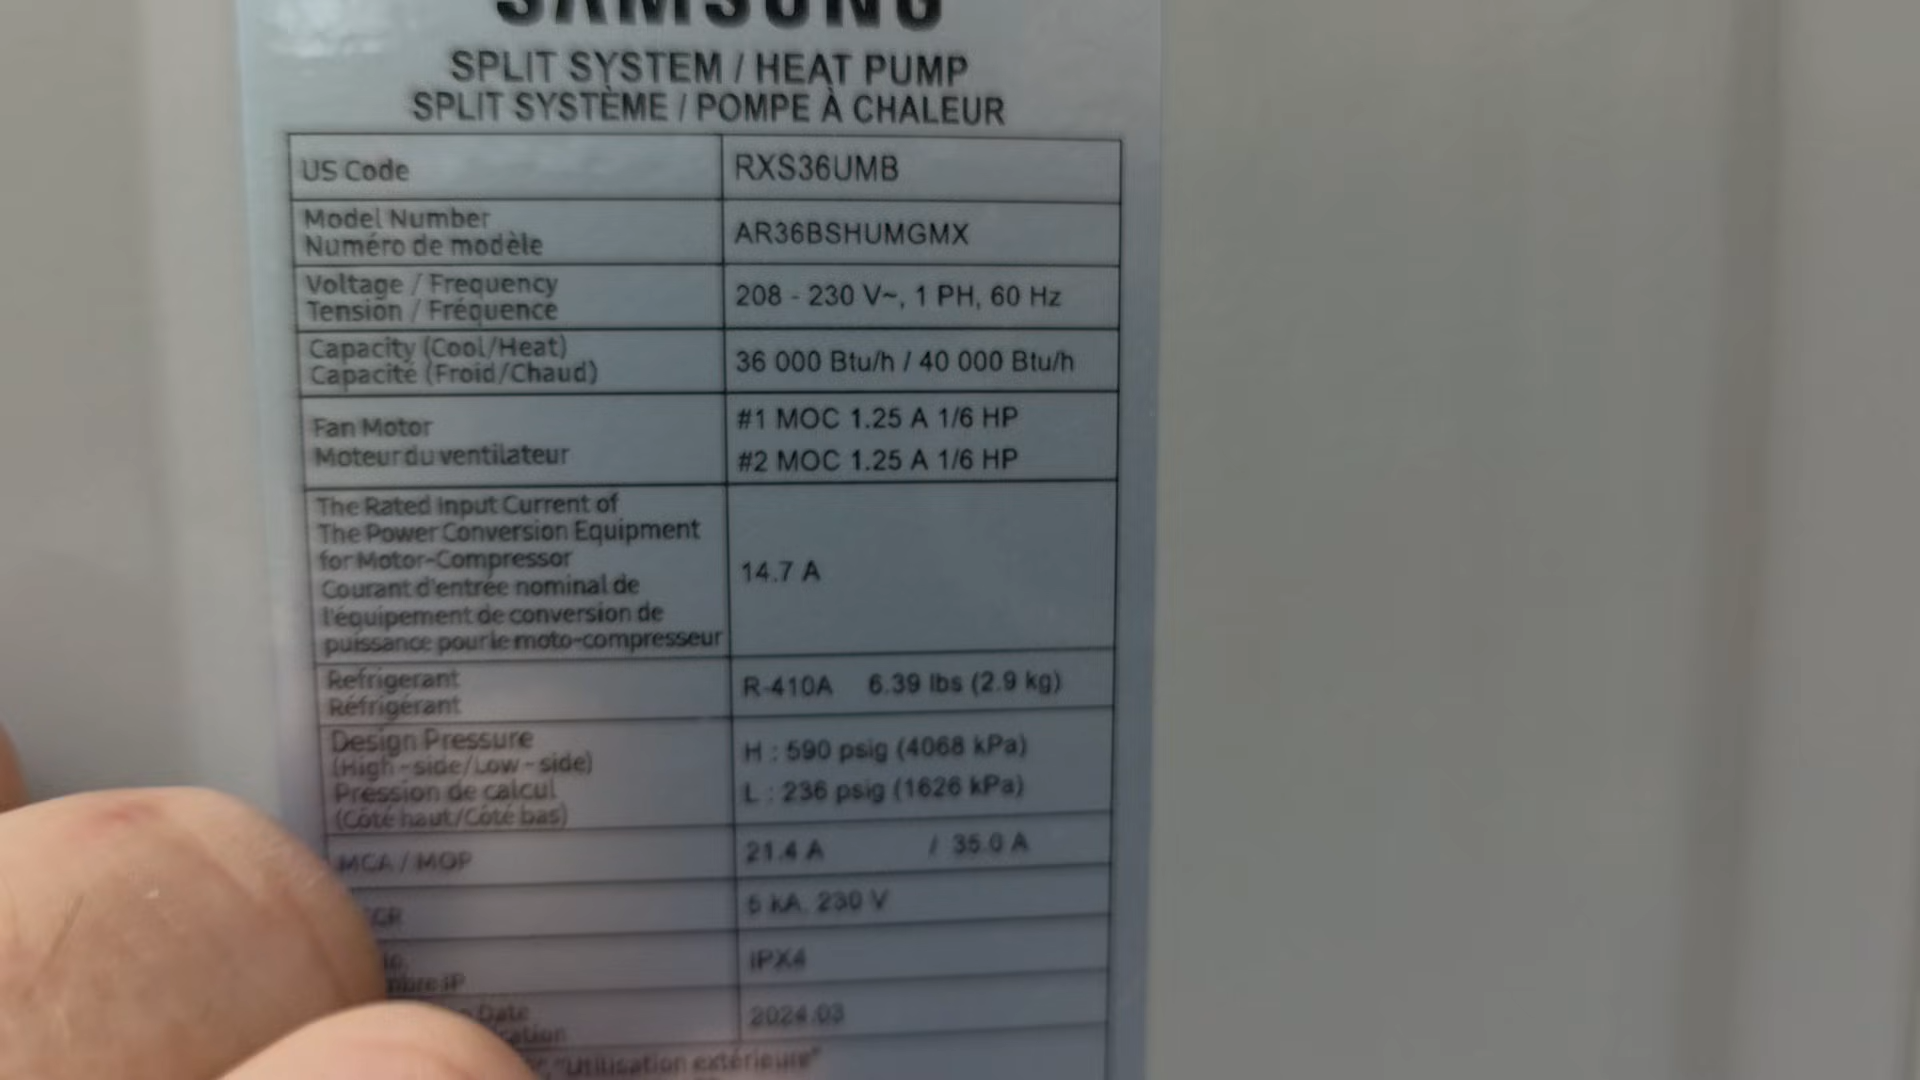 SAMSUNG
SPLIT SYSTEM / HEAT PUMP
SPLIT SYSTÈME / POMPE À CHALEUR
US Code
RXS36UMB
Model Number
Numéro de modèle
AR36BSHUMGMX
Voltage / Frequency
Tension / Fréquence
208 - 230 V~, 1 PH, 60 Hz
Capacity (Cool/Heat)
Capacité (Froid/Chaud)
36 000 Btu/h / 40 000 Btu/h
Fan Motor
Moteur du ventilateur
#1 MOC 1.25 A 1/6 HP
#2 MOC 1.25 A 1/6 HP
The Rated Input Current of
The Power Conversion Equipment
for Motor-Compressor
Courant d'entrée nominal de
l'équipement de conversion de
puissance pour le moto-compresseur
14.7 A
Refrigerant
Réfrigérant
R-410A 6.39 lbs (2.9 kg)
Design Pressure
(High-side/Low-side)
Pression de calcul
(Côté haut/Côté bas)
H : 590 psig (4068 kPa)
L : 236 psig (1626 kPa)
MCA / MOP
21.4 A / 35.0 A
5 kA, 230 V
IP
IPX4
Date
2024.03
"Utilisation extérieure"